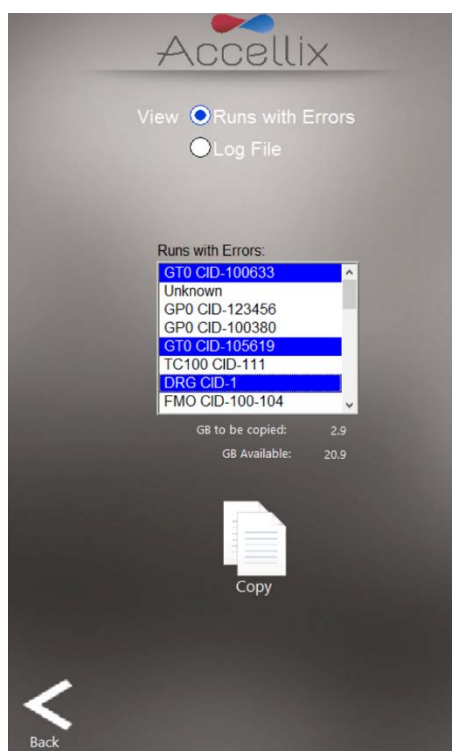 Accellix
View Runs with Errors
Log File
Runs with Errors:
GT0 CID-100633
Unknown
GP0 CID-123456
GP0 CID-100380
GT0 CID-105619
TC100 CID-111
DRG CID-1
FMO CID-100-104
GB to be copied: 2.9
GB Available: 20.9
Copy
Back